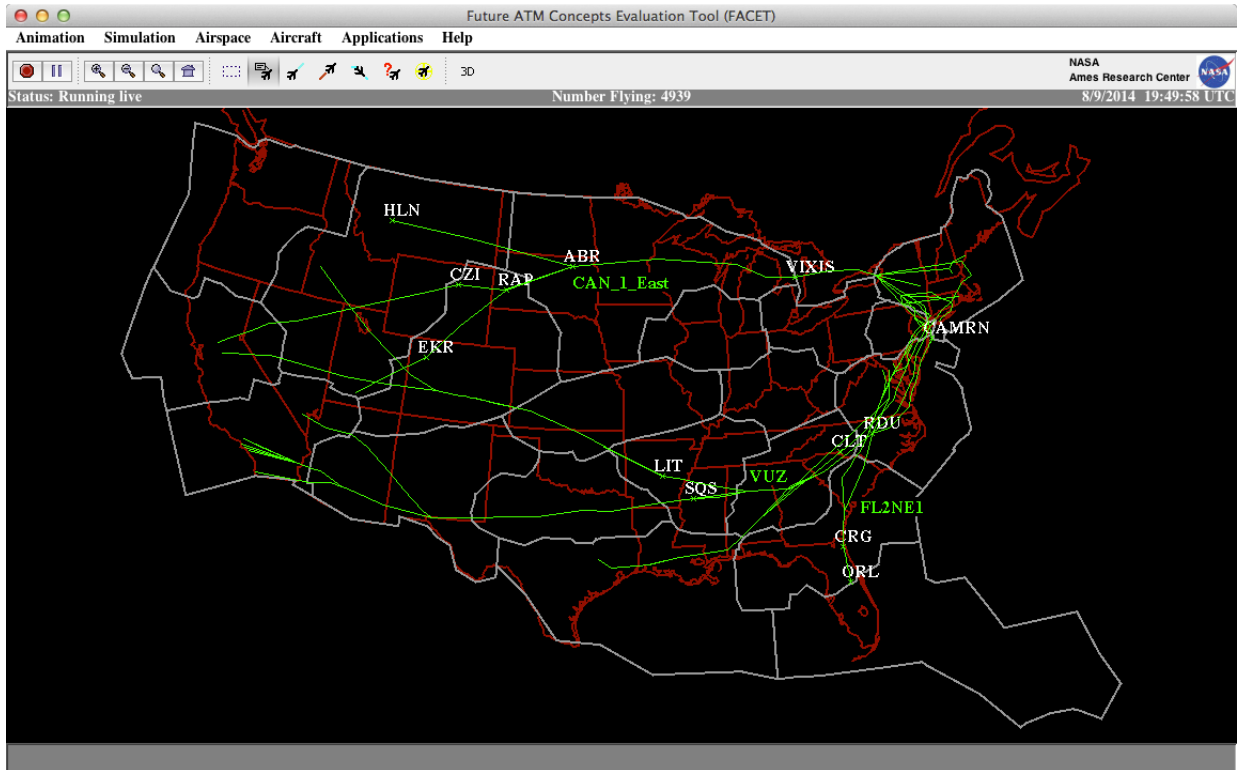 Future ATM Concepts Evaluation Tool (FACET)
Animation Simulation Airspace Aircraft Applications Help
3D
NASA
Ames Research Center
NASA
Status: Running live Number Flying: 4939 8/9/2014 19:49:58 UTC
HLN
ABR
VIXIS
CZI
RAP
CAN_1_East
CAMRN
EKR
RDU
CLT
LIT
VUZ
SQS
FL2NE1
CRG
ORL